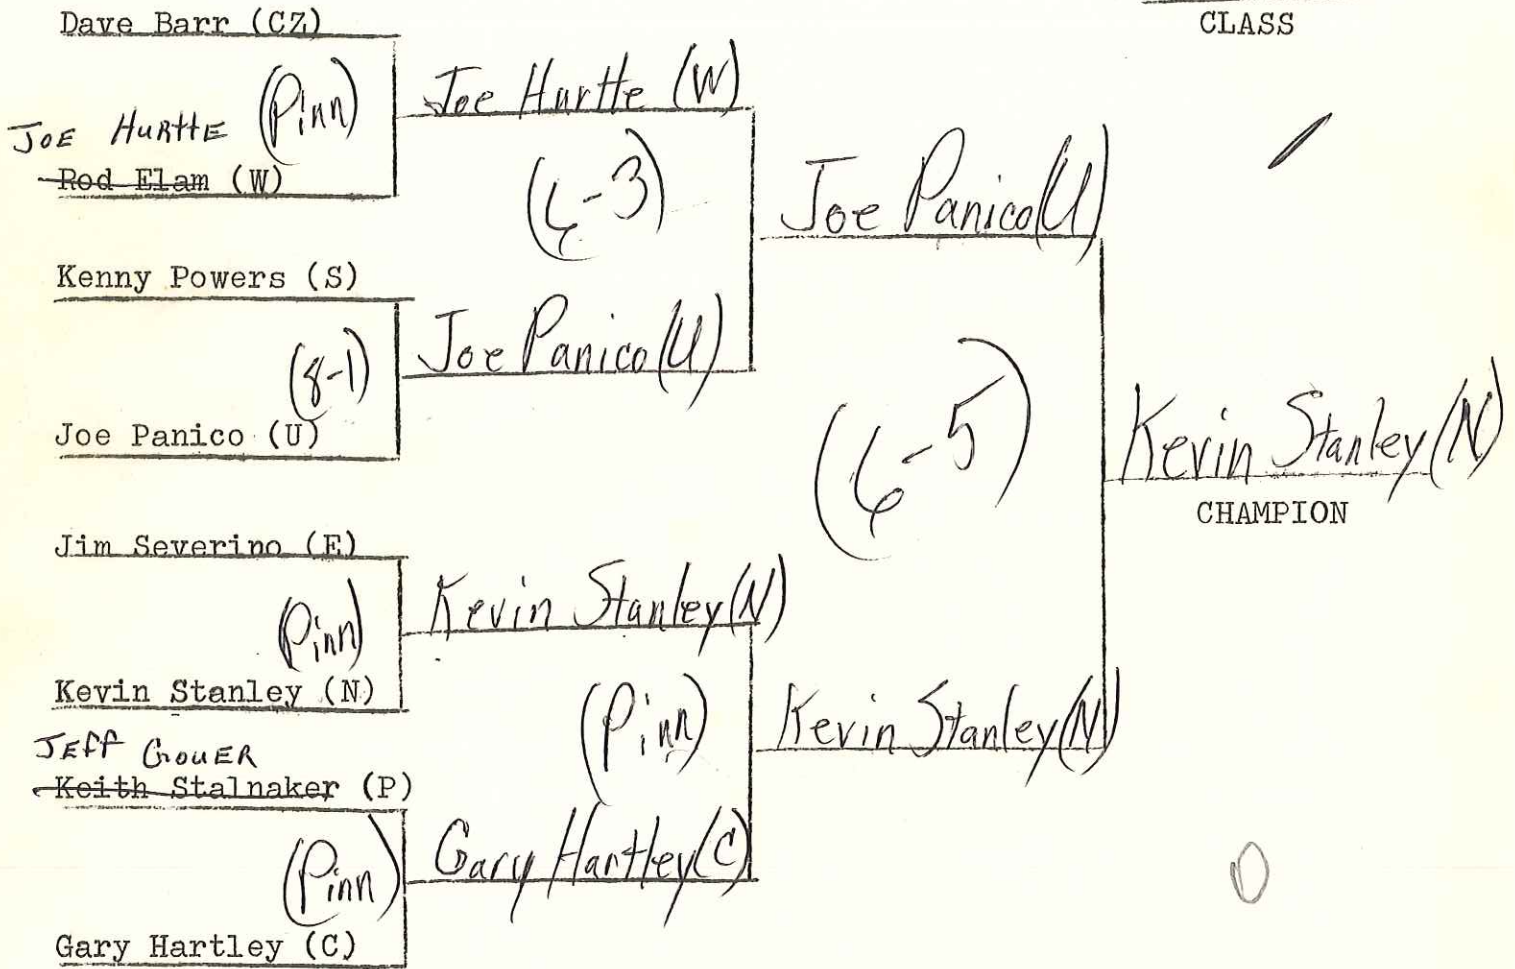 Dave Barr (CZ)
CLASS
(Pinn)
Joe Hurtte (W)
JOE HURttE
Rod Elam (W)
(6-3)
Joe Panico (U)
Kenny Powers (S)
(8-1)
Joe Panico (U)
Joe Panico (U)
(6-5)
Kevin Stanley (N)
CHAMPION
Jim Severino (E)
(Pinn)
Kevin Stanley (N)
Kevin Stanley (N)
(Pinn)
Kevin Stanley (N)
JEFF GOUER
Keith Stalnaker (P)
(Pinn)
Gary Hartley (C)
Gary Hartley (C)